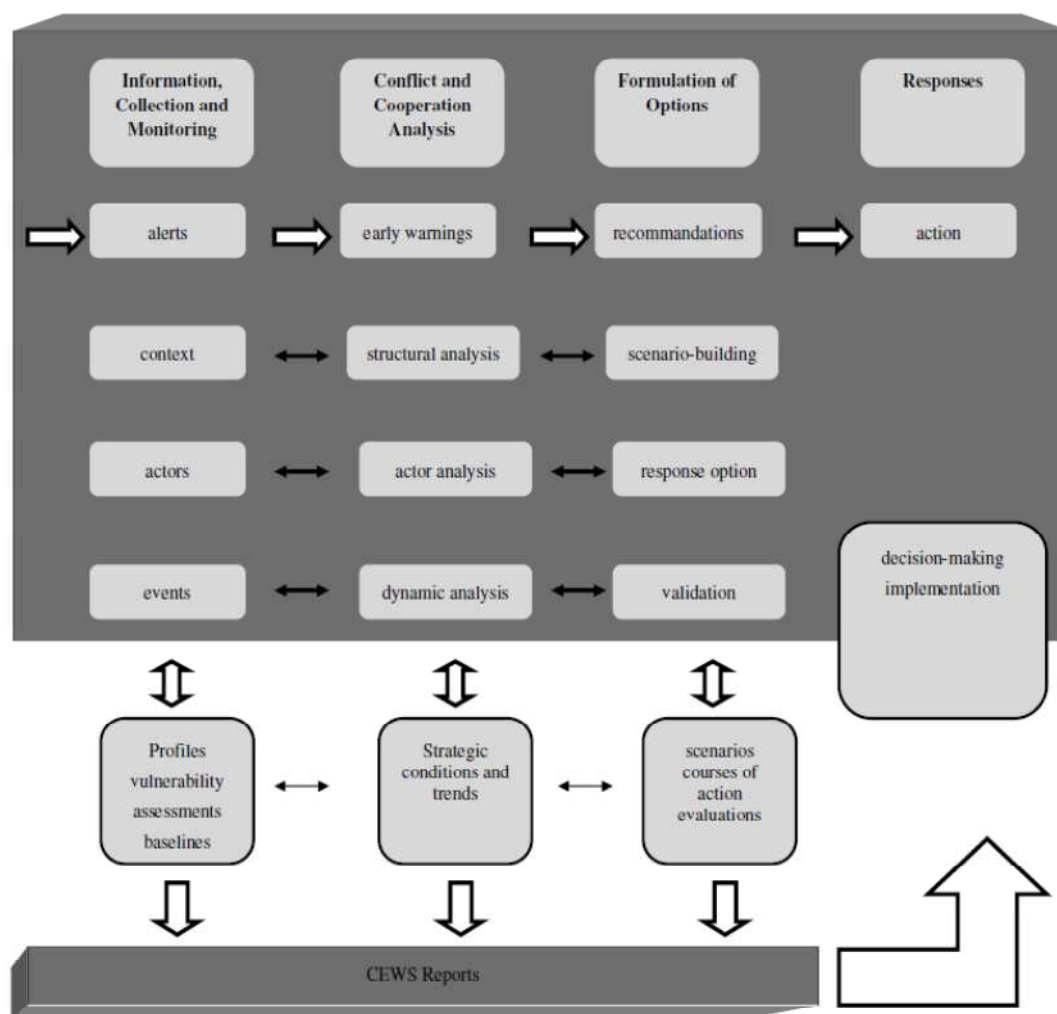 Information,
Collection and
Monitoring
Conflict and
Cooperation
Analysis
Formulation of
Options
Responses
alerts
early warnings
recommandations
action
context
structural analysis
scenario-building
actors
actor analysis
response option
events
dynamic analysis
validation
decision-making
implementation
Profiles
vulnerability
assessments
baselines
Strategic
conditions and
trends
scenarios
courses of
action
evaluations
CEWS Reports